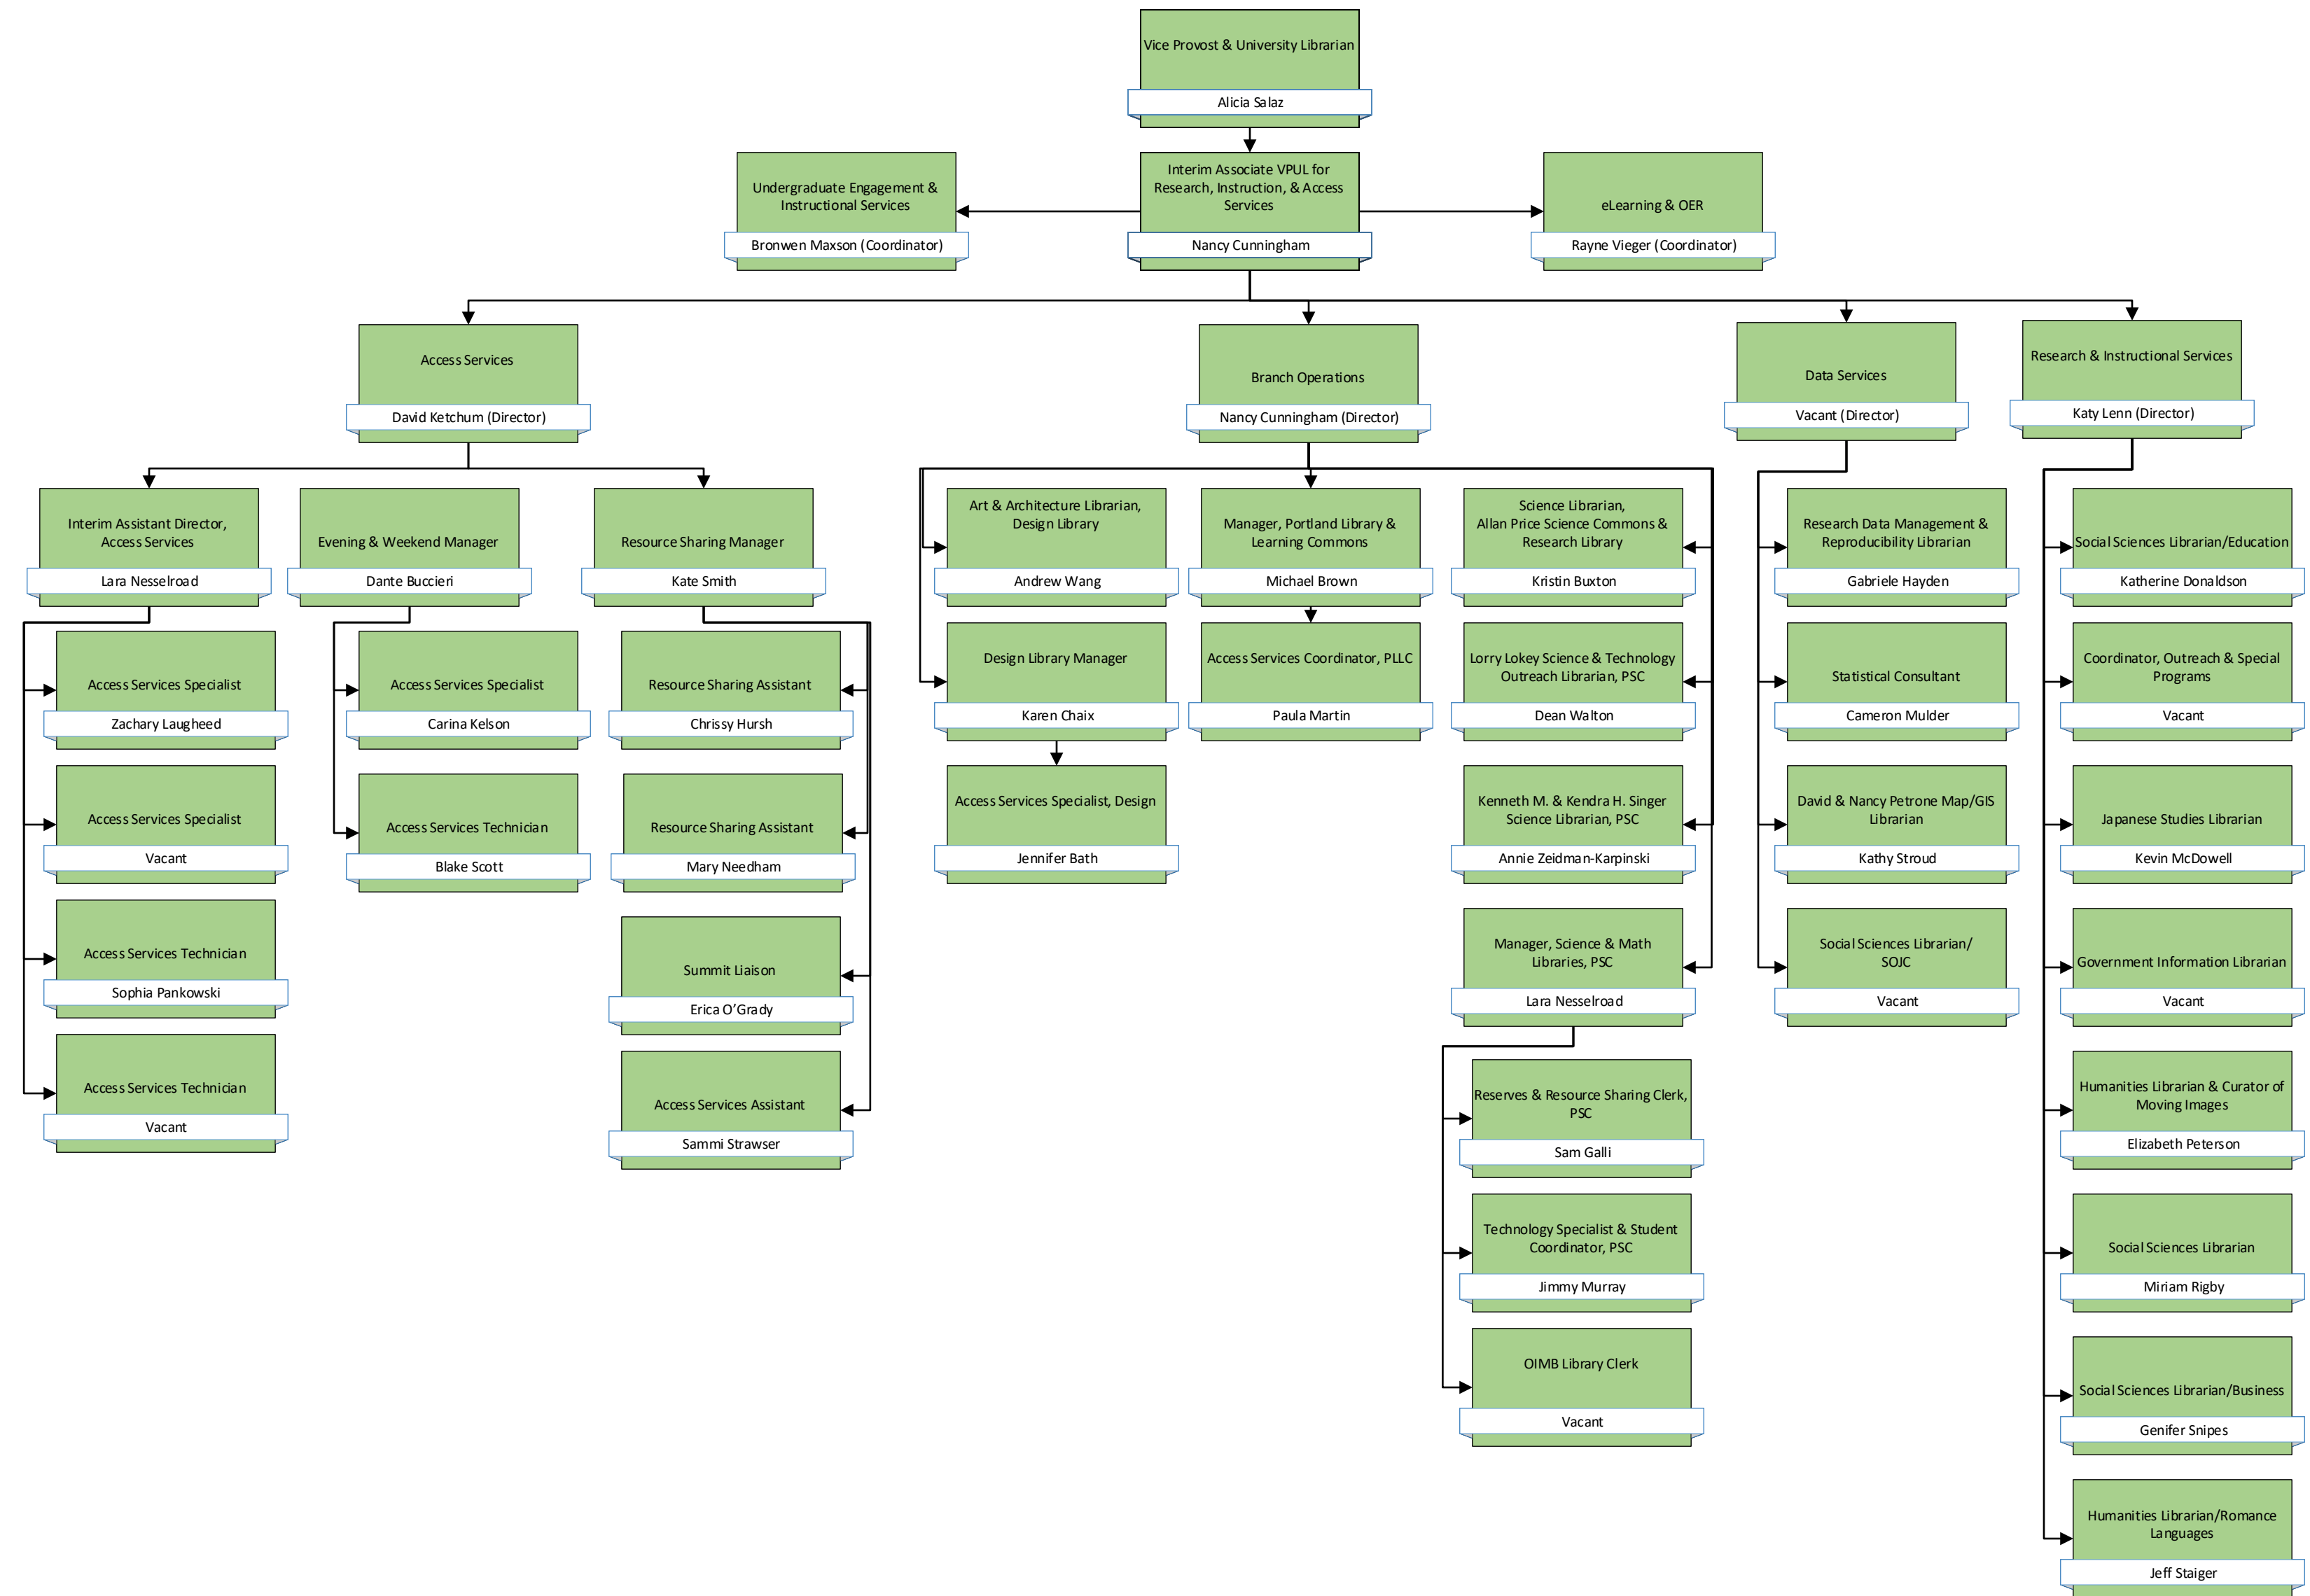 Vice Provost & University Librarian
Alicia Salaz
Undergraduate Engagement &
Instructional Services
Bronwen Maxson (Coordinator)
Interim Associate VPUL for
Research, Instruction, & Access
Services
Nancy Cunningham
eLearning & OER
Rayne Vieger (Coordinator)
Access Services
David Ketchum (Director)
Branch Operations
Nancy Cunningham (Director)
Data Services
Vacant (Director)
Research & Instructional Services
Katy Lenn (Director)
Interim Assistant Director,
Access Services
Lara Nesselroad
Evening & Weekend Manager
Dante Buccieri
Resource Sharing Manager
Kate Smith
Art & Architecture Librarian,
Design Library
Andrew Wang
Manager, Portland Library &
Learning Commons
Michael Brown
Science Librarian,
Allan Price Science Commons &
Research Library
Kristin Buxton
Research Data Management &
Reproducibility Librarian
Gabriele Hayden
Social Sciences Librarian/Education
Katherine Donaldson
Access Services Specialist
Zachary Laugheed
Access Services Specialist
Carina Kelson
Resource Sharing Assistant
Chrissy Hursh
Design Library Manager
Karen Chaix
Access Services Coordinator, PLLC
Paula Martin
Lorry Lokey Science & Technology
Outreach Librarian, PSC
Dean Walton
Statistical Consultant
Cameron Mulder
Coordinator, Outreach & Special
Programs
Vacant
Access Services Specialist
Vacant
Access Services Technician
Blake Scott
Resource Sharing Assistant
Mary Needham
Access Services Specialist, Design
Jennifer Bath
Kenneth M. & Kendra H. Singer
Science Librarian, PSC
Annie Zeidman-Karpinski
David & Nancy Petrone Map/GIS
Librarian
Kathy Stroud
Japanese Studies Librarian
Kevin McDowell
Access Services Technician
Sophia Pankowski
Summit Liaison
Erica O’Grady
Manager, Science & Math
Libraries, PSC
Lara Nesselroad
Social Sciences Librarian/
SOJC
Vacant
Government Information Librarian
Vacant
Access Services Technician
Vacant
Access Services Assistant
Sammi Strawser
Reserves & Resource Sharing Clerk,
PSC
Sam Galli
Humanities Librarian & Curator of
Moving Images
Elizabeth Peterson
Technology Specialist & Student
Coordinator, PSC
Jimmy Murray
Social Sciences Librarian
Miriam Rigby
OIMB Library Clerk
Vacant
Social Sciences Librarian/Business
Genifer Snipes
Humanities Librarian/Romance
Languages
Jeff Staiger